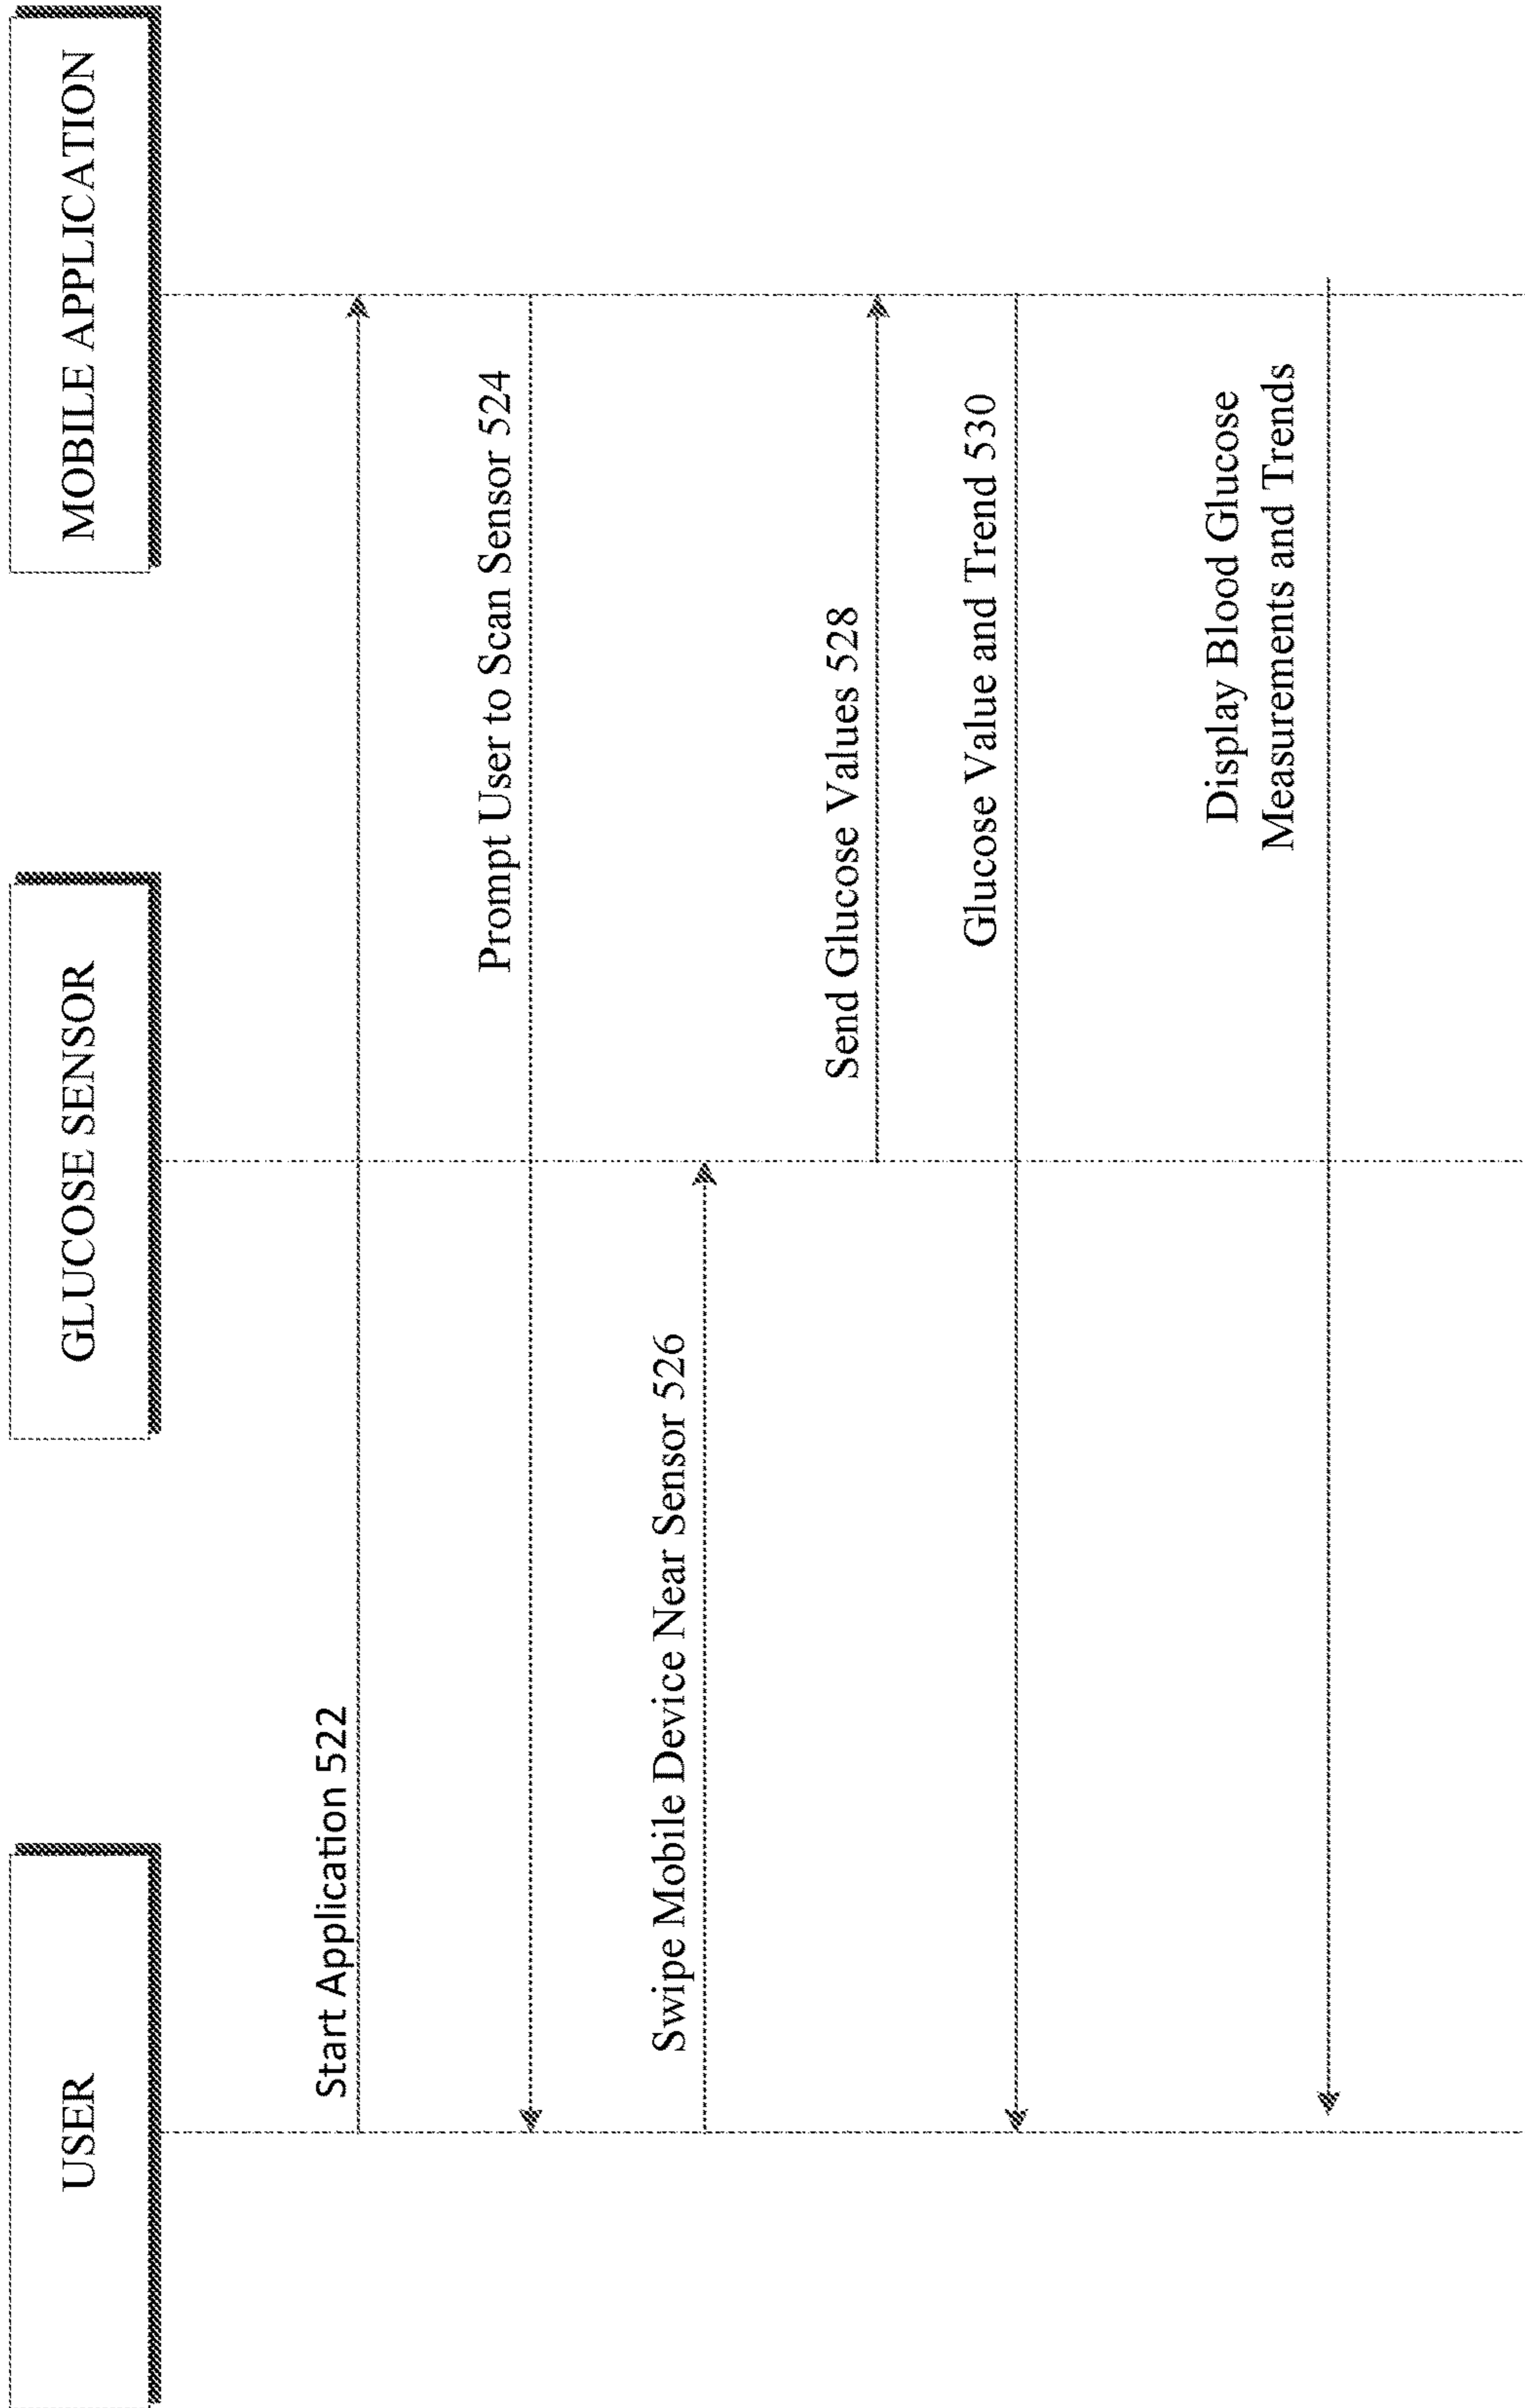 USER
GLUCOSE SENSOR
MOBILE APPLICATION
Start Application 522
Prompt User to Scan Sensor 524
Swipe Mobile Device Near Sensor 526
Send Glucose Values 528
Glucose Value and Trend 530
Display Blood Glucose
Measurements and Trends